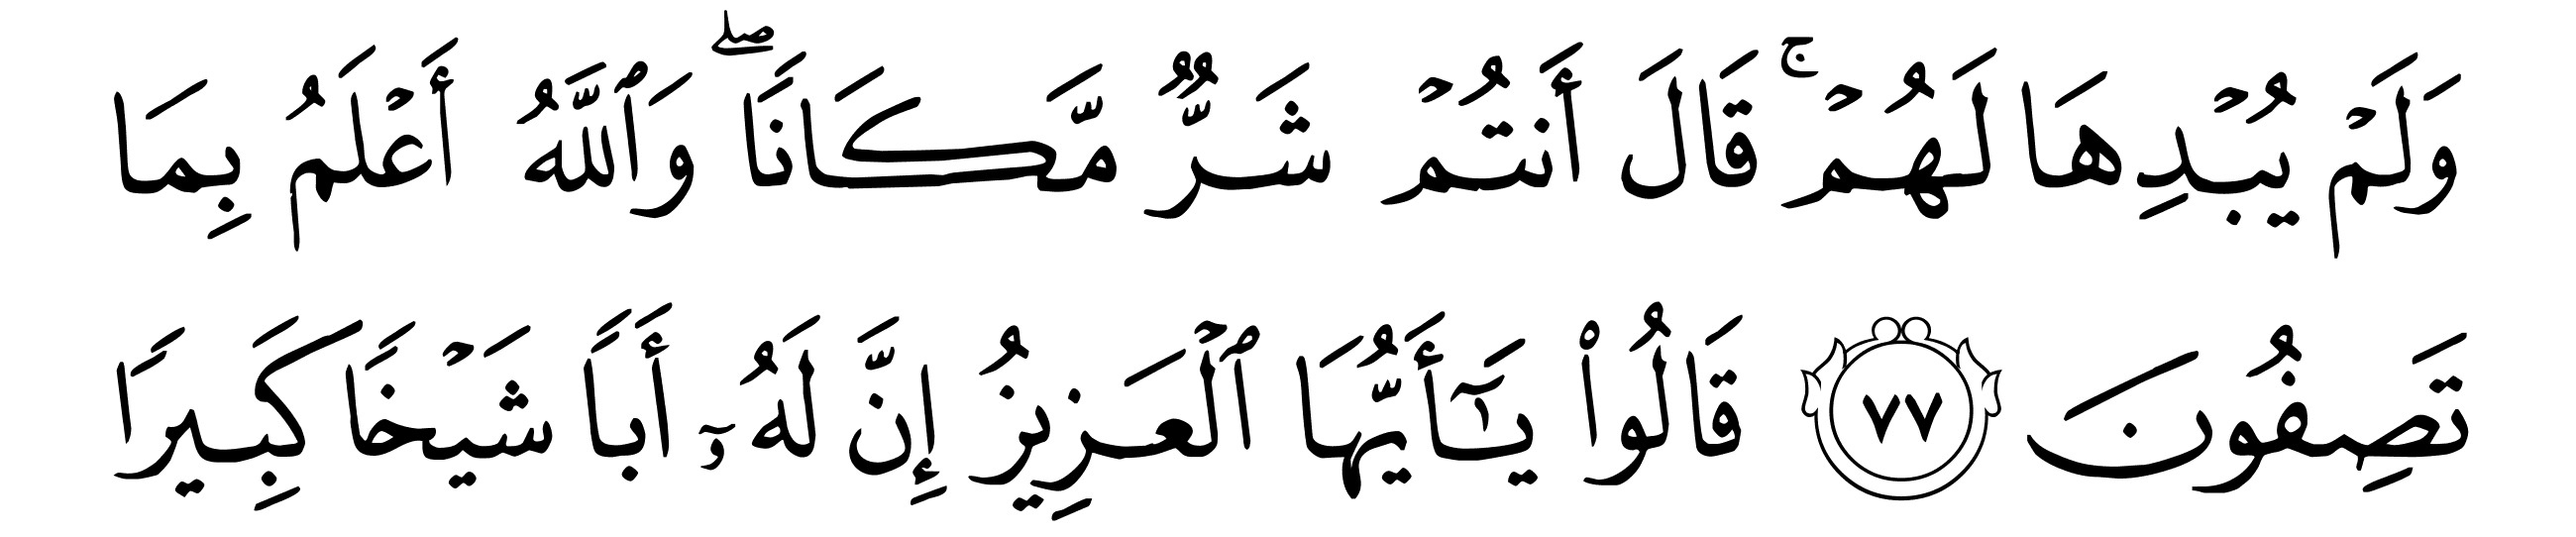 وَلَمْ يُبْدِهَا لَهُمْ ۚ قَالَ أَنتُمْ شَرٌّ مَّكَانًا ۖ وَٱللَّهُ أَعْلَمُ بِمَا
تَصِفُونَ ٧٧ قَالُوا۟ يَـٰٓأَيُّهَا ٱلْعَزِيزُ إِنَّ لَهُۥٓ أَبًا شَيْخًا كَبِيرًا